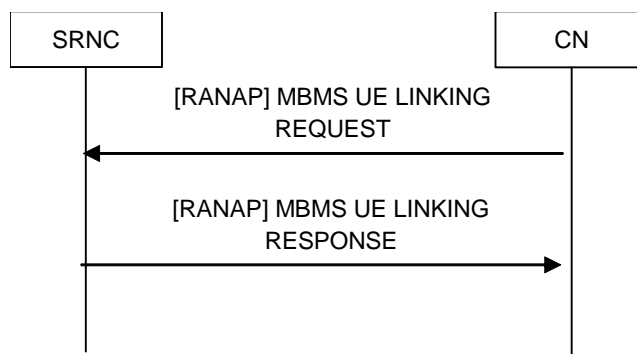 SRNC
CN
[RANAP] MBMS UE LINKING
REQUEST
[RANAP] MBMS UE LINKING
RESPONSE